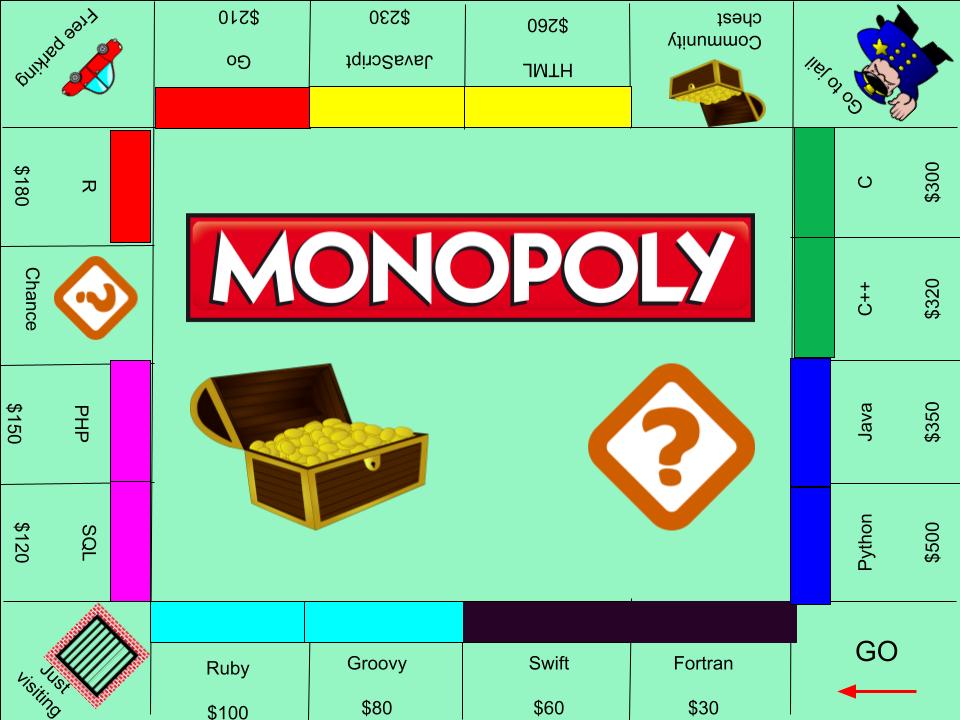 Free parking
$210
Go
$230
JavaScript
$260
HTML
Community
chest
Go to jail
$180
R
Chance
?
$150
PHP
$120
SQL
MONOPOLY
?
C
$300
C++
$320
Java
$350
Python
$500
Just
visiting
Ruby
$100
Groovy
$80
Swift
$60
Fortran
$30
GO